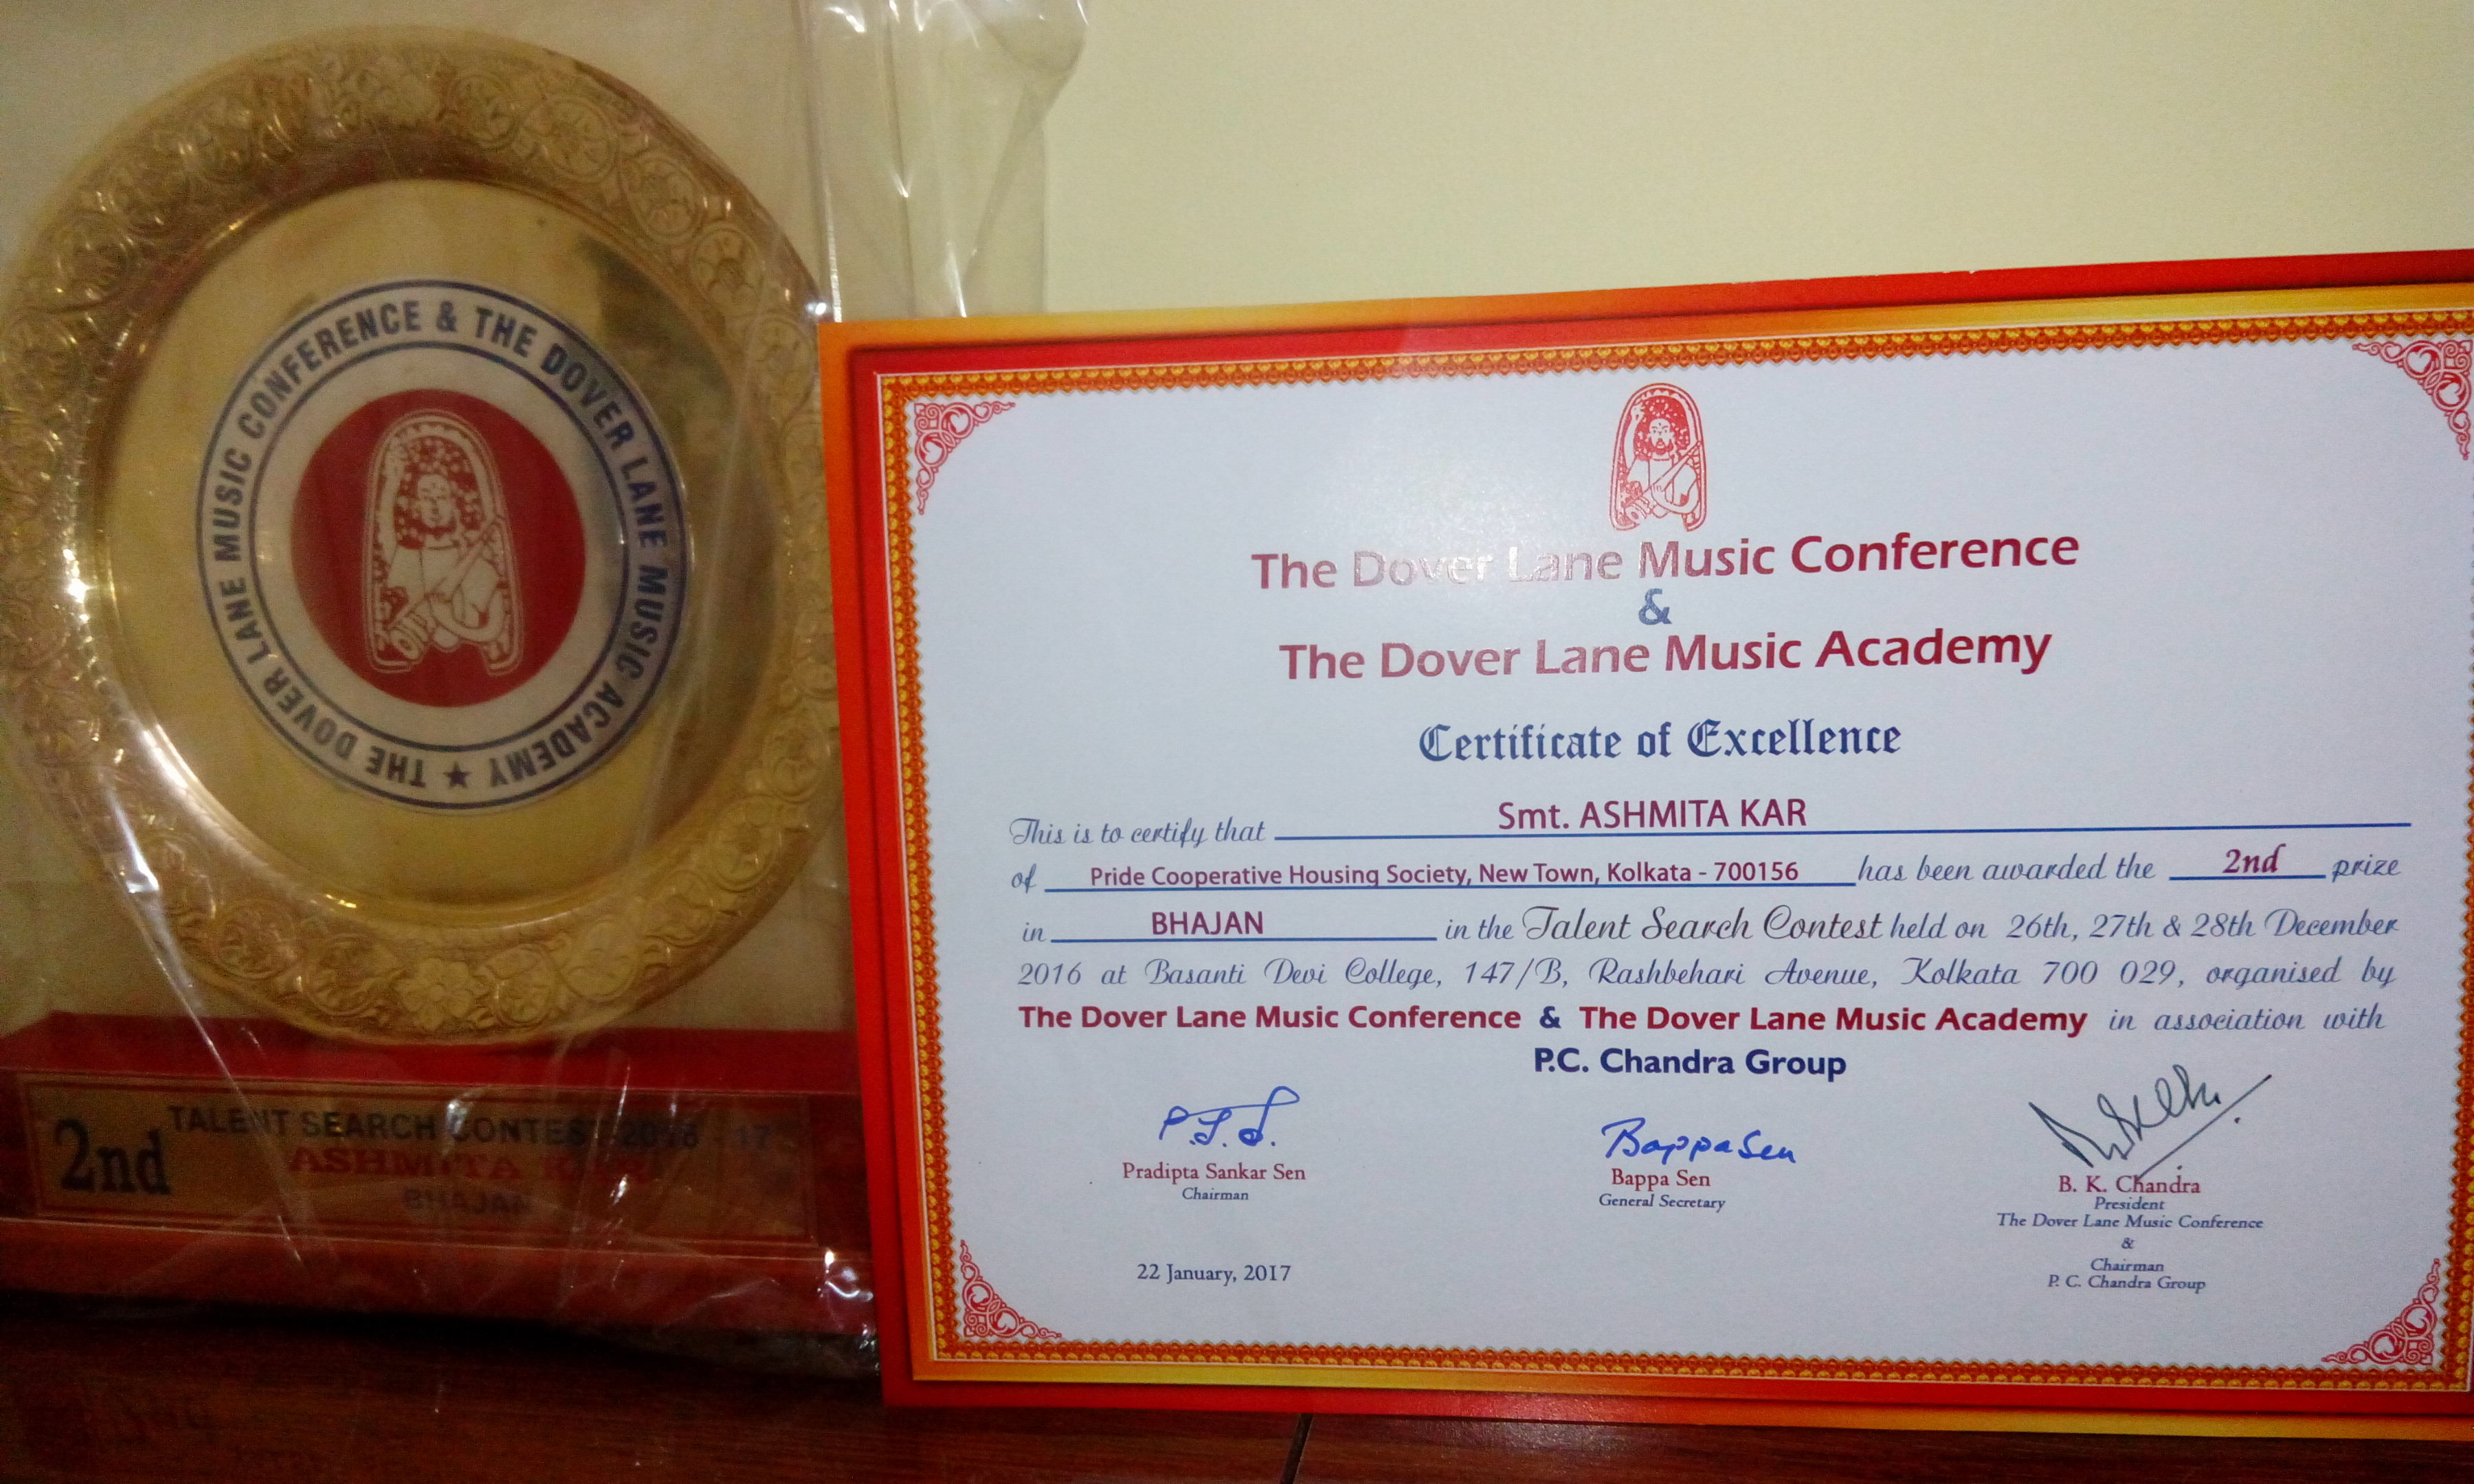 THE DOVER LANE MUSIC CONFERENCE & THE DOVER LANE MUSIC ACADEMY ★
2nd
TALENT SEARCH CONTEST 2016 - 17
ASHMITA KAR
BHAJAN
The Dover Lane Music Conference
&
The Dover Lane Music Academy
Certificate of Excellence
This is to certify that Smt. ASHMITA KAR
of Pride Cooperative Housing Society, New Town, Kolkata - 700156 has been awarded the 2nd prize
in BHAJAN in the Talent Search Contest held on 26th, 27th & 28th December
2016 at Basanti Devi College, 147/B, Rashbehari Avenue, Kolkata 700 029, organised by
The Dover Lane Music Conference & The Dover Lane Music Academy in association with
P.C. Chandra Group
P.S.S.
Pradipta Sankar Sen
Chairman
22 January, 2017
Bappa Sen
Bappa Sen
General Secretary
B. K. Chandra
President
The Dover Lane Music Conference
&
Chairman
P. C. Chandra Group